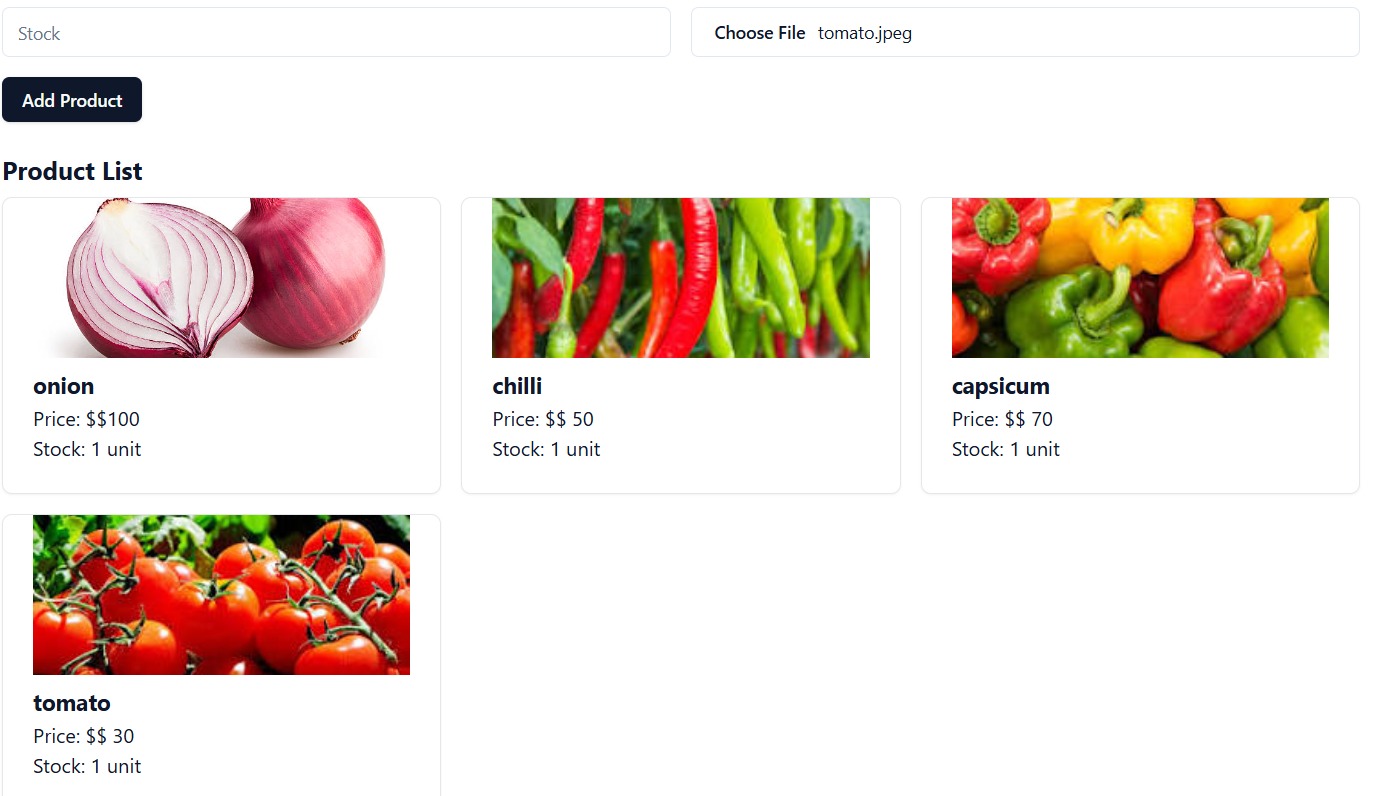 Stock
Choose File tomato.jpeg
Add Product
Product List
onion
Price: $$100
Stock: 1 unit
chilli
Price: $$ 50
Stock: 1 unit
capsicum
Price: $$ 70
Stock: 1 unit
tomato
Price: $$ 30
Stock: 1 unit